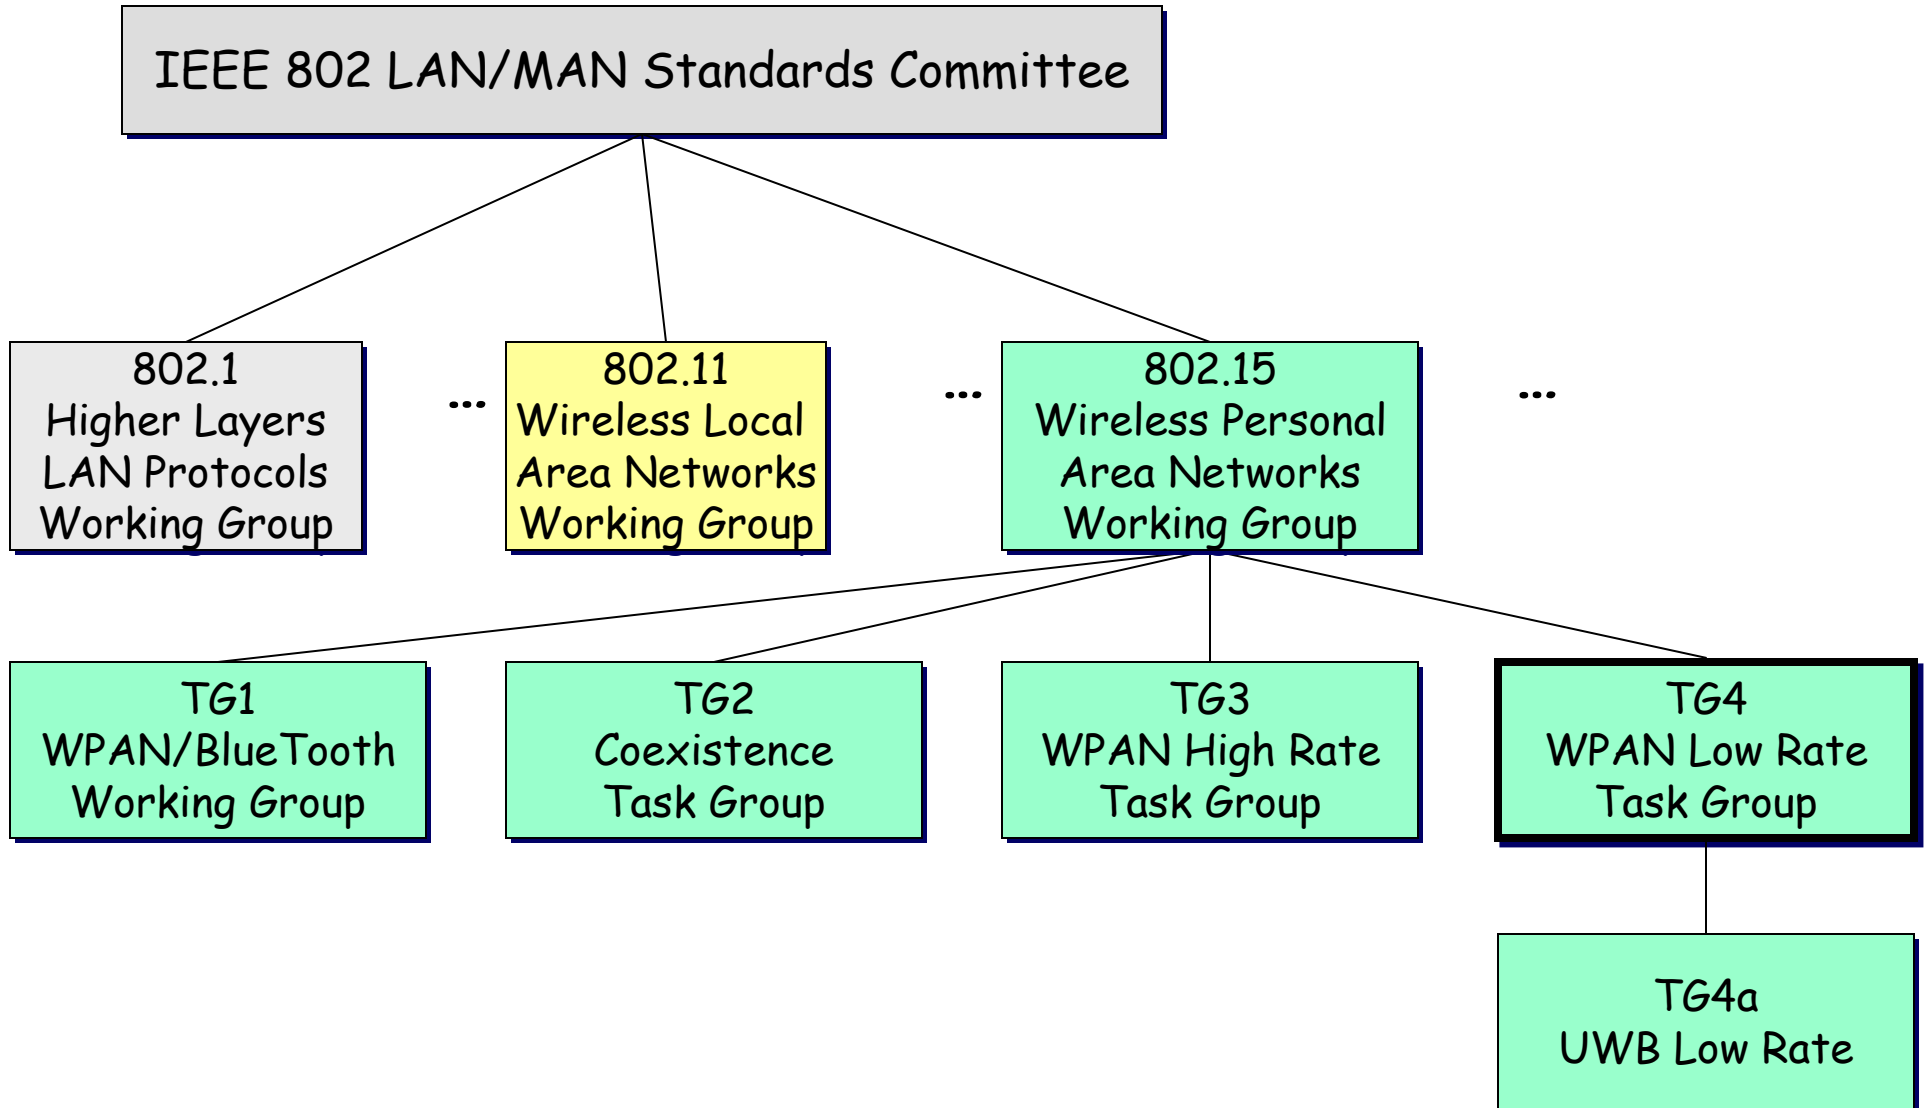 IEEE 802 LAN/MAN Standards Committee
802.1
Higher Layers
LAN Protocols
Working Group
...
802.11
Wireless Local
Area Networks
Working Group
...
802.15
Wireless Personal
Area Networks
Working Group
...
TG1
WPAN/BlueTooth
Working Group
TG2
Coexistence
Task Group
TG3
WPAN High Rate
Task Group
TG4
WPAN Low Rate
Task Group
TG4a
UWB Low Rate